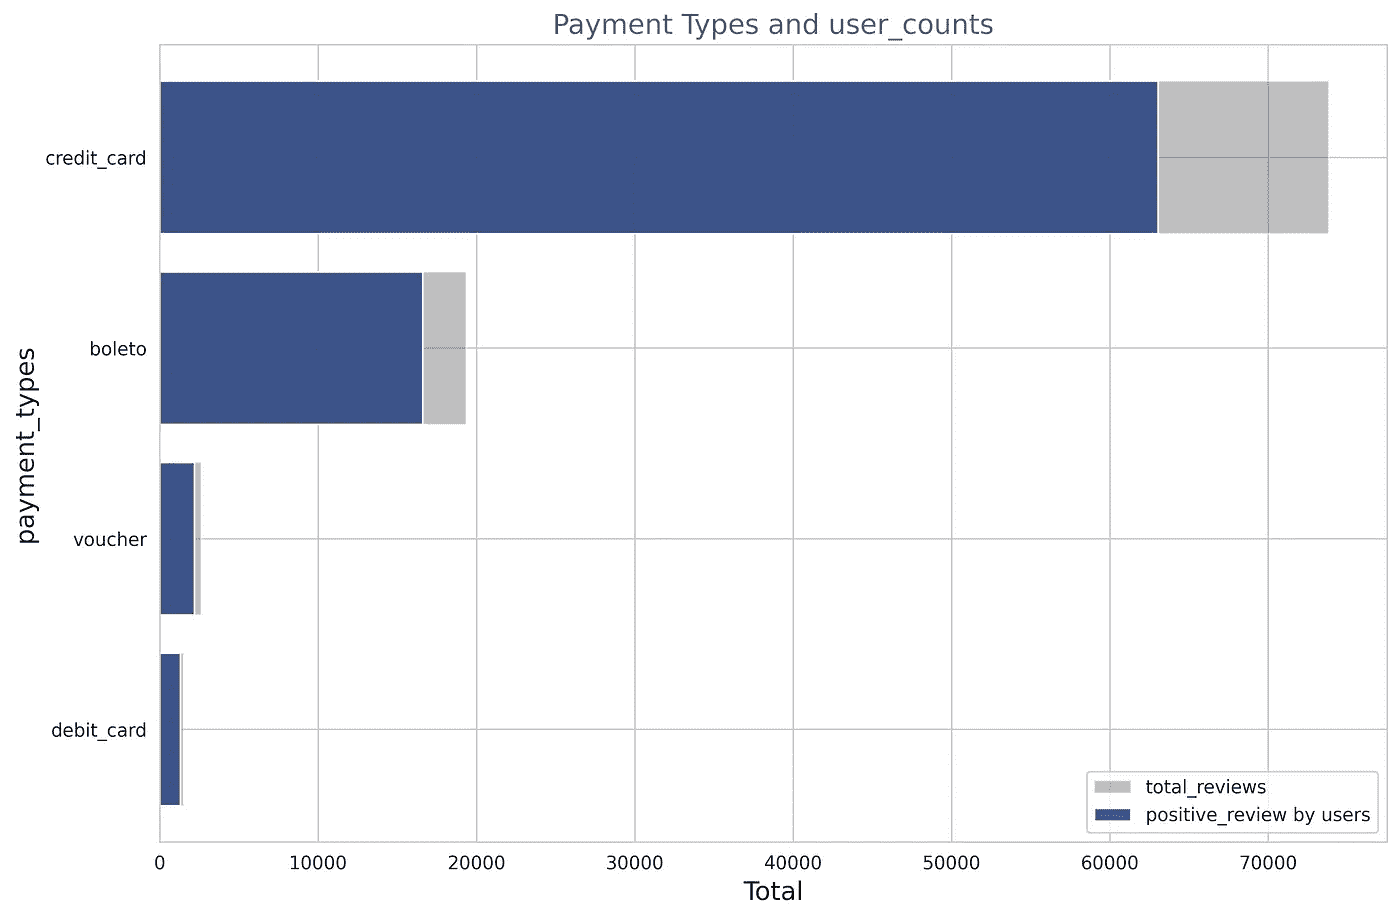 Payment Types and user_counts
payment_types
credit_card
boleto
voucher
debit_card
total_reviews
positive_review by users
0 10000 20000 30000 40000 50000 60000 70000
Total